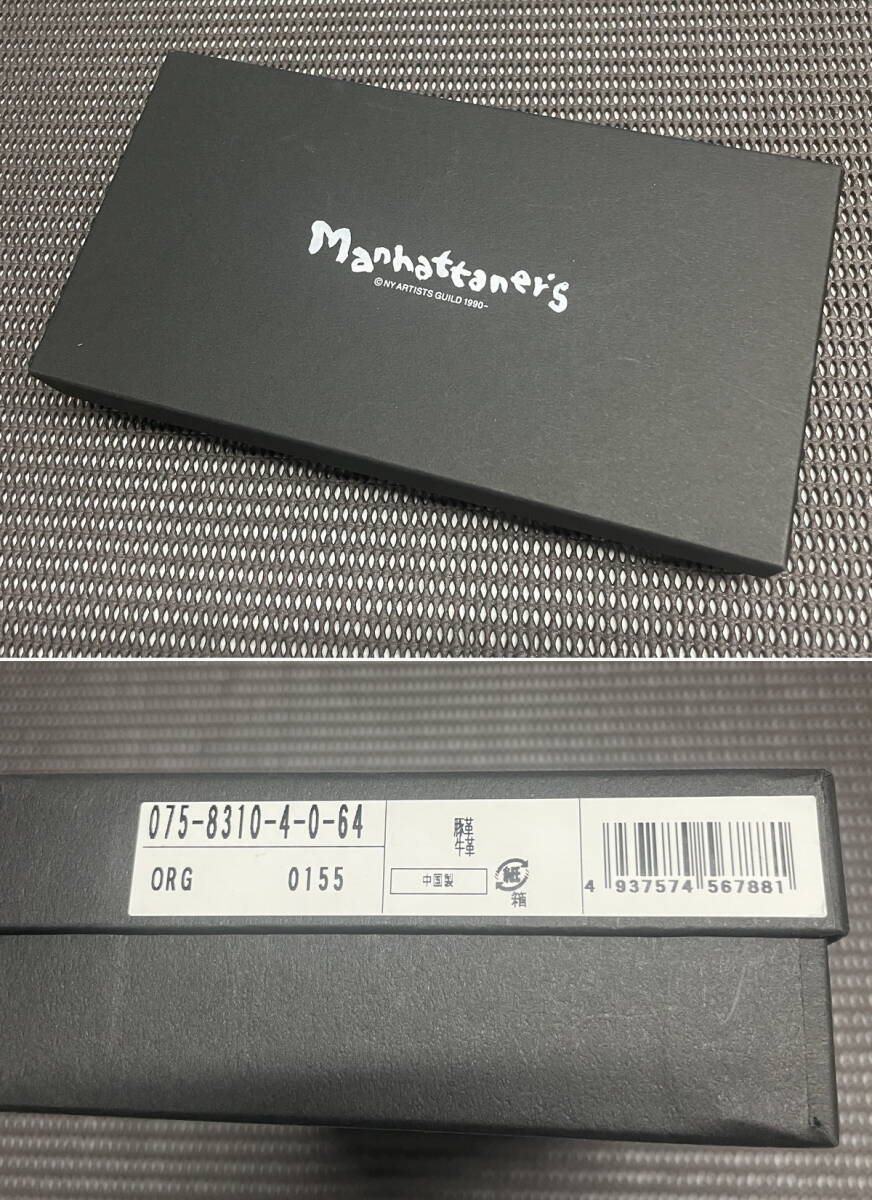 Manhattaner's
©NY ARTISTS GUILD 1990-
075-8310-4-0-64
ORG 0155
豚革
牛革
中国製
紙
箱
4 937574 567881